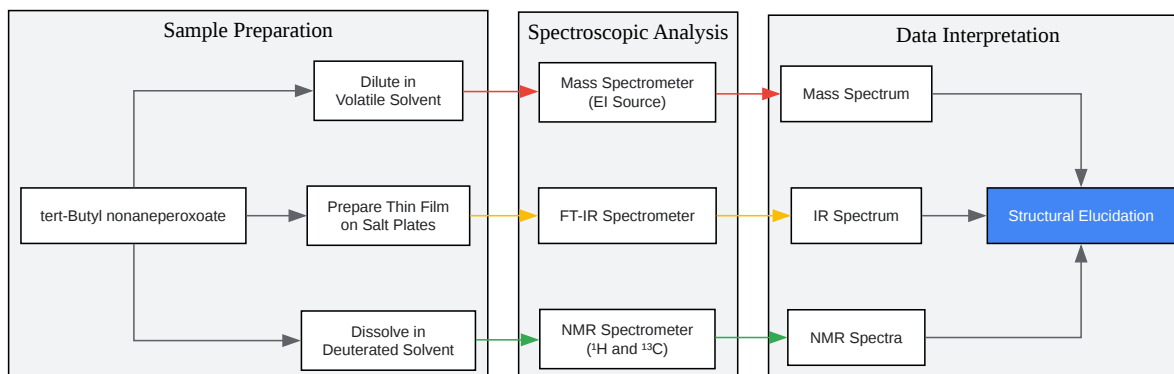 Sample Preparation
Spectroscopic Analysis
Data Interpretation
Dilute in
Volatile Solvent
Mass Spectrometer
(EI Source)
Mass Spectrum
tert-Butyl nonaneperoxoate
Prepare Thin Film
on Salt Plates
FT-IR Spectrometer
IR Spectrum
Structural Elucidation
Dissolve in
Deuterated Solvent
NMR Spectrometer
(¹H and ¹³C)
NMR Spectra